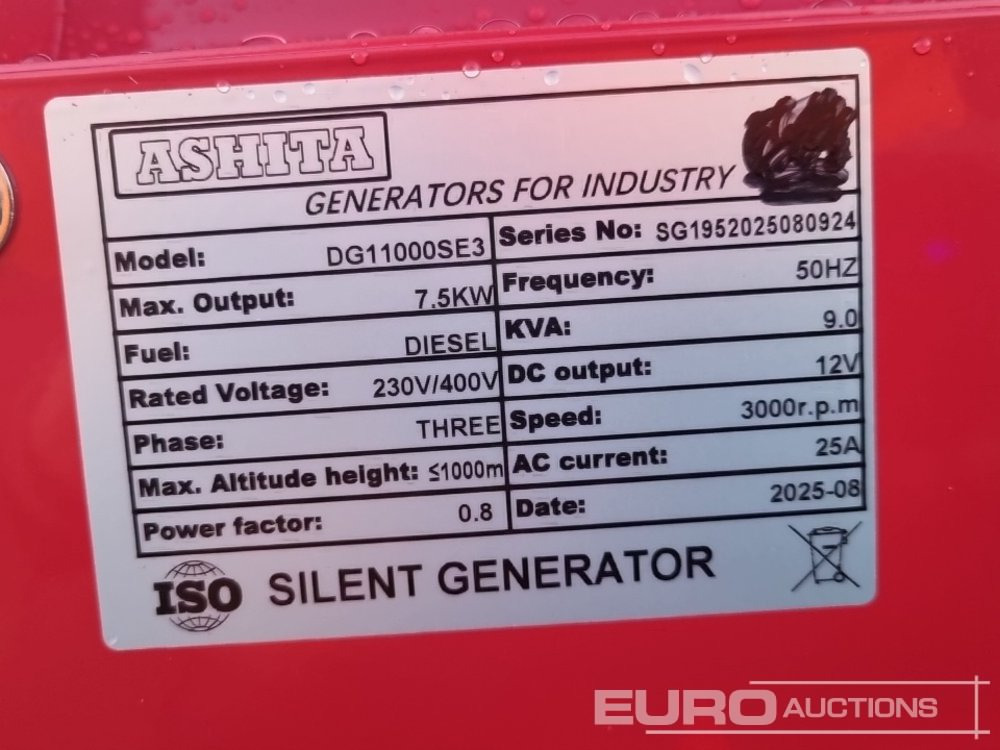 ASHITA
GENERATORS FOR INDUSTRY
Model: DG11000SE3 Series No: SG1952025080924
Max. Output: 7.5KW Frequency: 50HZ
Fuel: DIESEL KVA: 9.0
Rated Voltage: 230V/400V DC output: 12V
Phase: THREE Speed: 3000r.p.m
Max. Altitude height: ≤1000m AC current: 25A
Power factor: 0.8 Date: 2025-08
ISO SILENT GENERATOR
EURO AUCTIONS